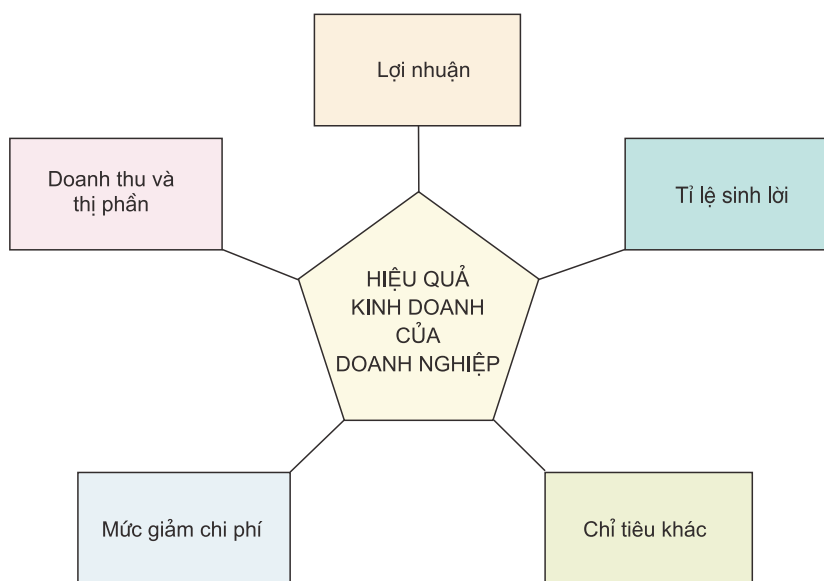 Lợi nhuận
Doanh thu và
thị phần
Tỉ lệ sinh lời
HIỆU QUẢ
KINH DOANH
CỦA
DOANH NGHIỆP
Mức giảm chi phí
Chỉ tiêu khác